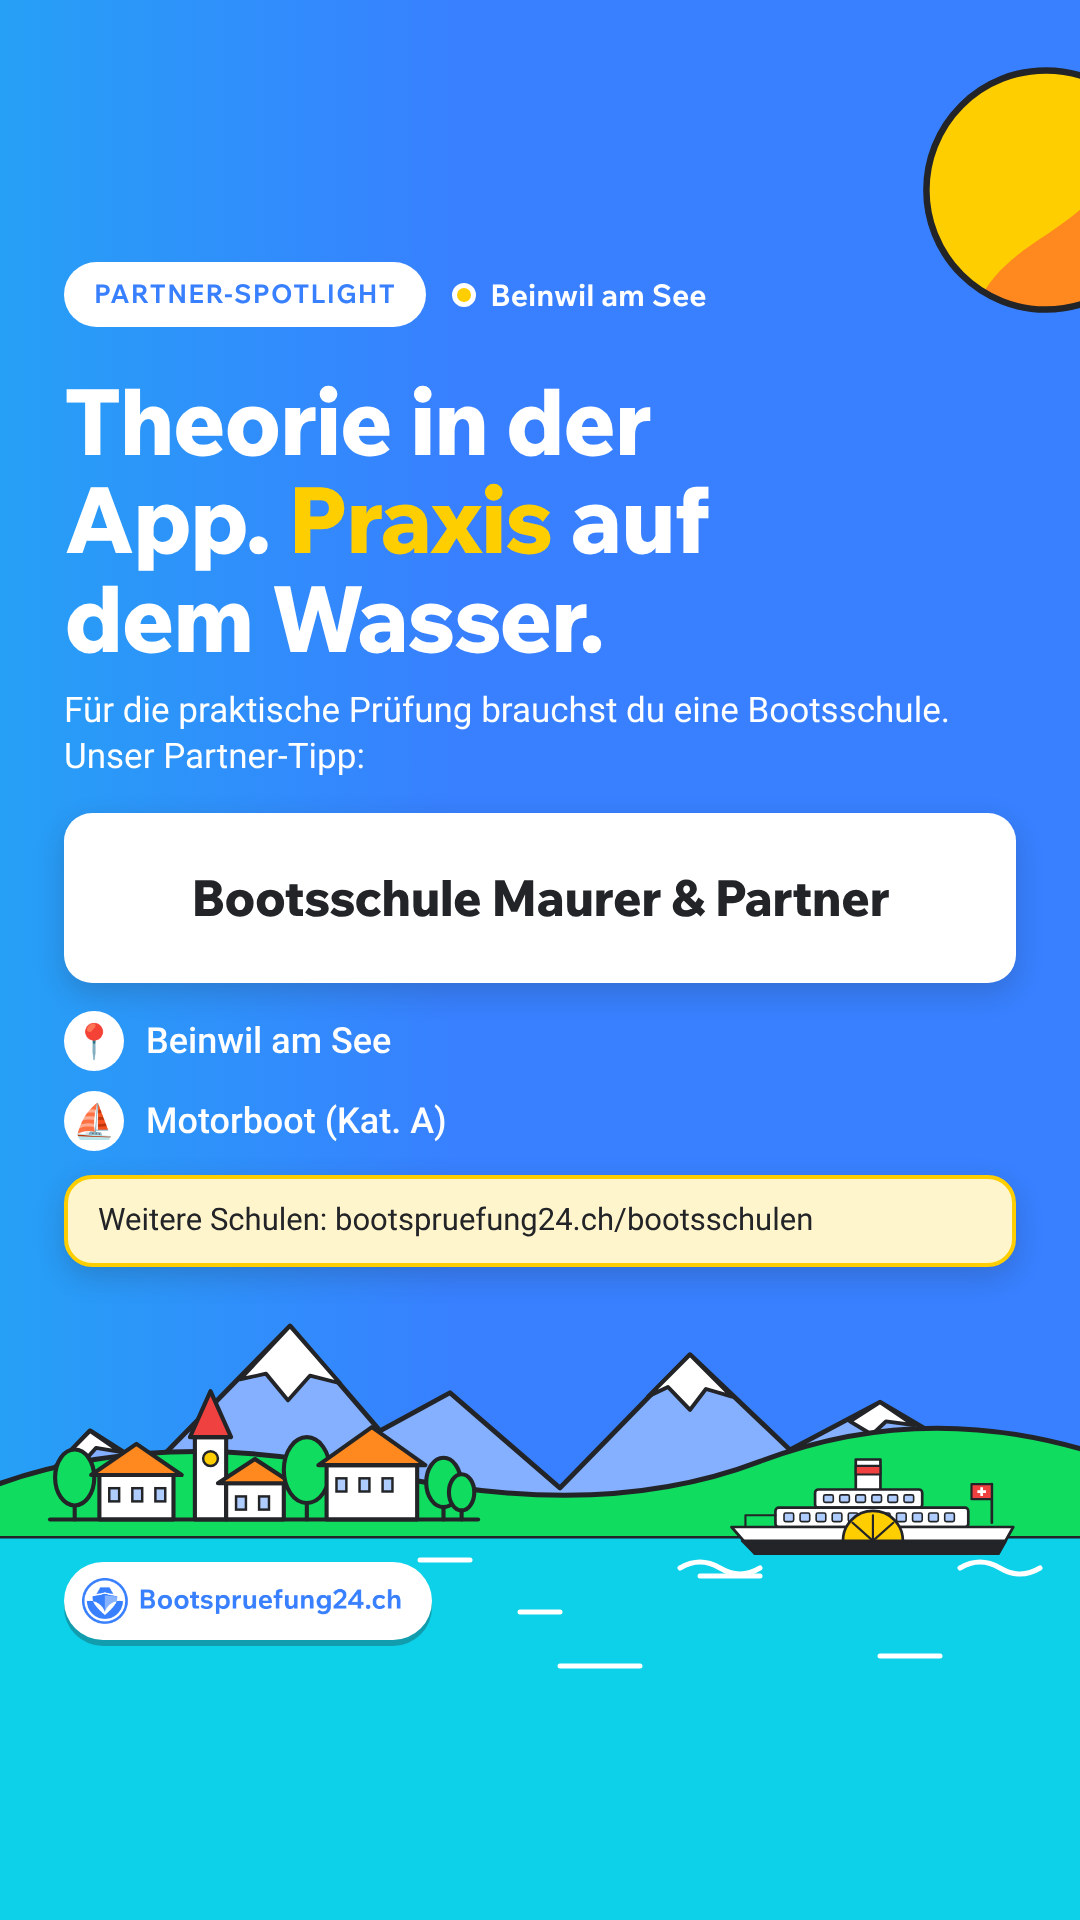 PARTNER-SPOTLIGHT
Beinwil am See
Theorie in der
App. Praxis auf
dem Wasser.
Für die praktische Prüfung brauchst du eine Bootsschule.
Unser Partner-Tipp:
Bootsschule Maurer & Partner
Beinwil am See
Motorboot (Kat. A)
Weitere Schulen: bootspruefung24.ch/bootsschulen
Bootspruefung24.ch